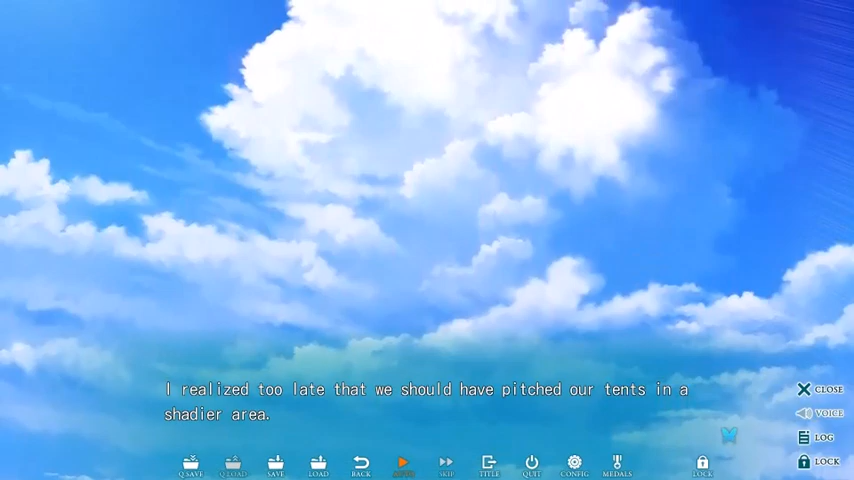 I realized too late that we should have pitched our tents in a
shadier area.
CLOSE
VOICE
LOG
LOCK
Q.SAVE Q.LOAD SAVE LOAD BACK AUTO SKIP TITLE QUIT CONFIG MEDALS LOCK